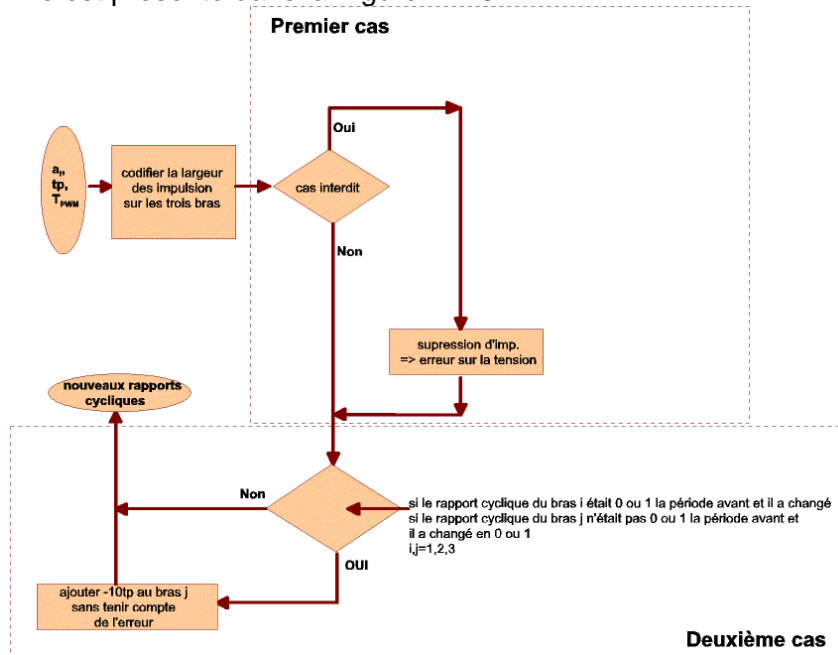 Premier cas
Oui
a_i,
tp,
T_PWM
codifier la largeur
des impulsion
sur les trois bras
cas interdit
Non
supression d'imp.
=> erreur sur la tension
nouveaux rapports
cycliques
Non
si le rapport cyclique du bras i était 0 ou 1 la période avant et il a changé
si le rapport cyclique du bras j n'était pas 0 ou 1 la période avant et
il a changé en 0 ou 1
i,j=1,2,3
OUI
ajouter -10tp au bras j
sans tenir compte
de l'erreur
Deuxième cas